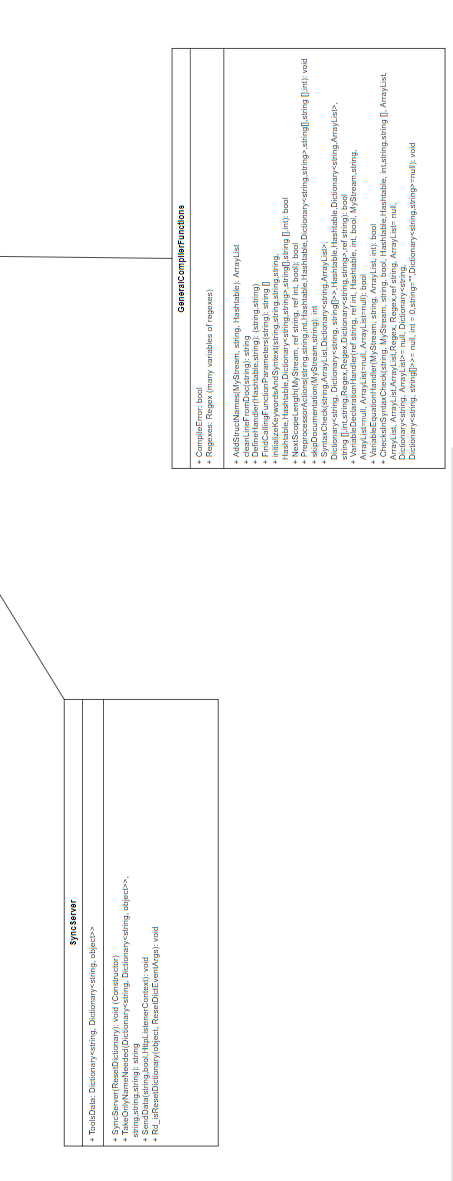 GeneralCompilerFunctions
+ CompileError: bool
+ Regexes: Regex (many variables of regexes)
+ AddStructNames(MyStream, string, Hashtable): ArrayList
+ cleanLineFromDoc(string): string
+ DefineHandler(Hashtable,string): (string,string)
+ FindCallingFunctionParameters(string):string []
+ initializeKeywordsAndSyntext(string,string,string,string,
Hashtable,Hashtable,Dictionary<string,string>,string[],string [],int): bool
+ NextScopeLength(MyStream, ref string, ref int, bool): bool
+ PreprocessorActions(string,string,int,Hashtable,Hashtable,Dictionary<string,string>,string[],string [],int): void
+ skipDocumentation(MyStream,string): int
+ SyntaxCheck(string,ArrayList,Dictionary<string,ArrayList>,
Dictionary<string, Dictionary<string, string[]>>,Hashtable,Hashtable,Dictionary<string,ArrayList>,
string [],int,string,Regex,Regex,Dictionary<string,string>,ref string): bool
+ VariableDeclarationHandler(ref string, ref int, Hashtable, int, bool, MyStream,string,
ArrayList=null, ArrayList=null,ArrayList=null): bool
+ VariableEquationHandler(MyStream, string, ArrayList, int): bool
+ ChecksInSyntaxCheck(string, MyStream, string, bool, Hashtable,Hashtable, int,string,string [], ArrayList,
ArrayList, ArrayList,ArrayList,Regex,Regex,ref string, ArrayList= null,
Dictionary<string, ArrayList>= null, Dictionary<string,
Dictionary<string, string[]>>= null, int = 0,string="",Dictionary<string,string>=null): void
SyncServer
+ ToolsData: Dictionary<string, Dictionary<string, object>>
+ SyncServer(ResetDictionary): void (Constructor)
+ TakeOnlyNameNeeded(Dictionary<string, Dictionary<string, object>>,
string,string,string): string
+ SendData(string,bool,HttpListenerContext): void
+ Rd_isResetDictionary(object, ResetDictEventArgs): void